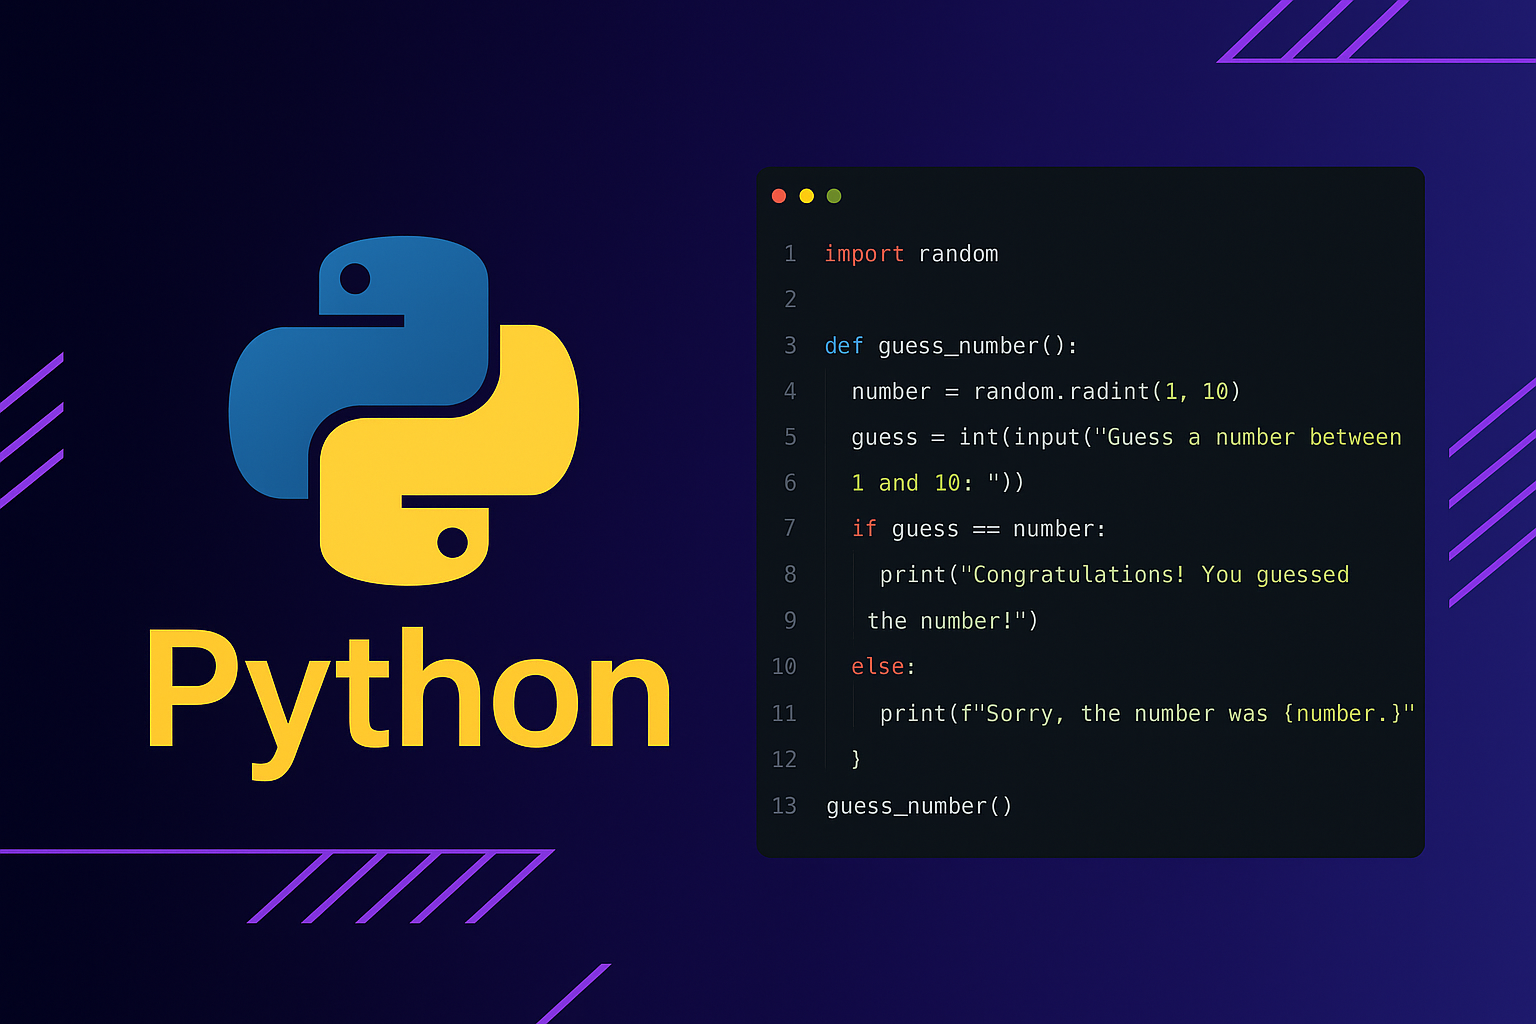 Python
1 import random
2
3 def guess_number():
4 number = random.radint(1, 10)
5 guess = int(input("Guess a number between
6 1 and 10: "))
7 if guess == number:
8 print("Congratulations! You guessed
9 the number!")
10 else:
11 print(f"Sorry, the number was {number.}"
12 }
13 guess_number()